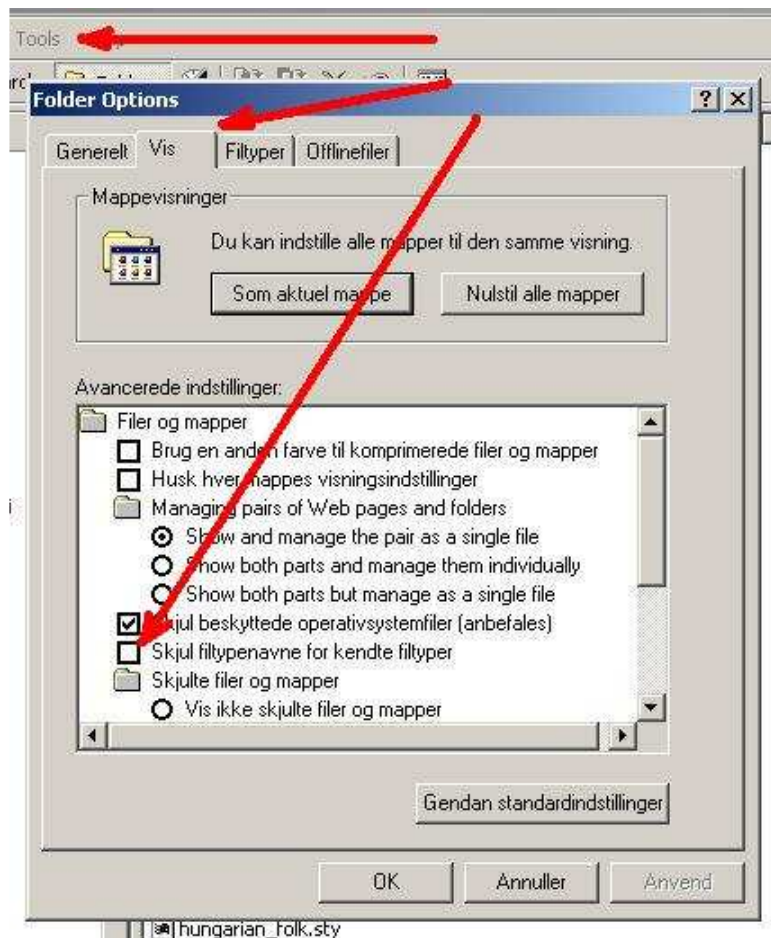 Tools
Folder Options
Generelt Vis Filtyper Offlinefiler
Mappevisninger
Du kan indstille alle mapper til den samme visning.
Som aktuel mappe Nulstil alle mapper
Avancerede indstillinger:
Filer og mapper
Brug en anden farve til komprimerede filer og mapper
Husk hver mappes visningsindstillinger
Managing pairs of Web pages and folders
Show and manage the pair as a single file
Show both parts and manage them individually
Show both parts but manage as a single file
Skjul beskyttede operativsystemfiler (anbefales)
Skjul filtypenavne for kendte filtyper
Skjulte filer og mapper
Vis ikke skjulte filer og mapper
Gendan standardindstillinger
OK Annuller Anvend
hungarian_folk.sty